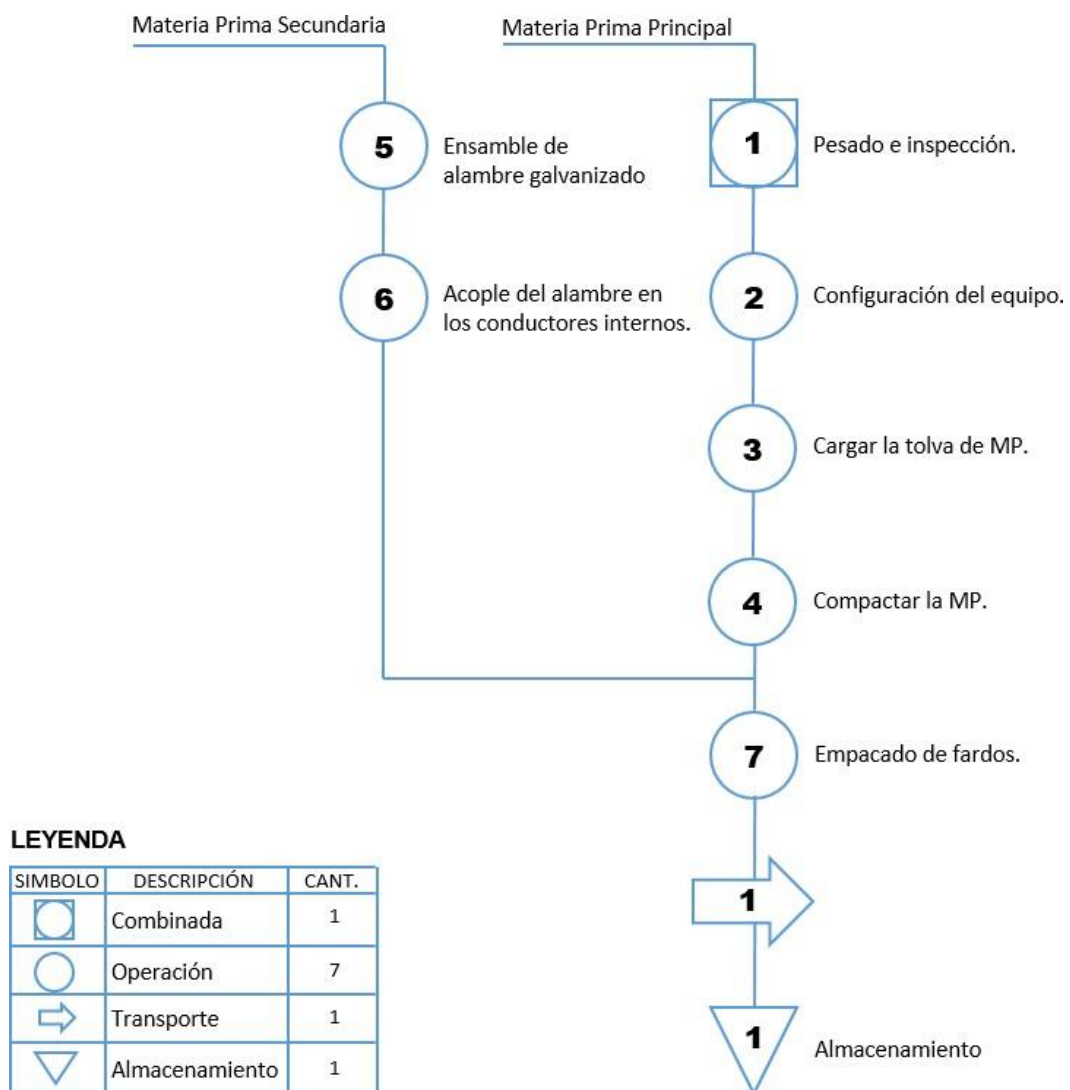 Materia Prima Secundaria
Materia Prima Principal
5
Ensamble de
alambre galvanizado
1
Pesado e inspección.
6
Acople del alambre en
los conductores internos.
2
Configuración del equipo.
3
Cargar la tolva de MP.
4
Compactar la MP.
7
Empacado de fardos.
1
1
Almacenamiento
LEYENDA
SIMBOLO DESCRIPCIÓN CANT.
Combinada 1
Operación 7
Transporte 1
Almacenamiento 1